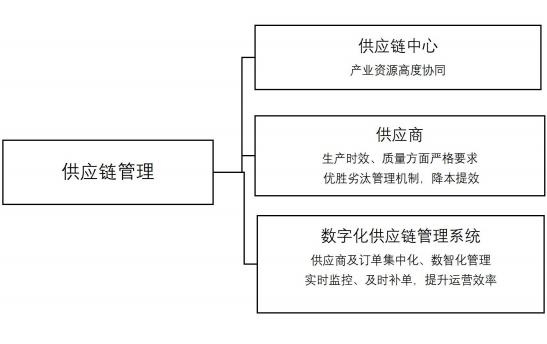 供应链管理
供应链中心
产业资源高度协同
供应商
生产时效、质量方面严格要求
优胜劣汰管理机制，降本提效
数字化供应链管理系统
供应商及订单集中化、数智化管理
实时监控、及时补单，提升运营效率